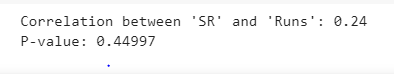 Correlation between 'SR' and 'Runs': 0.24
P-value: 0.44997